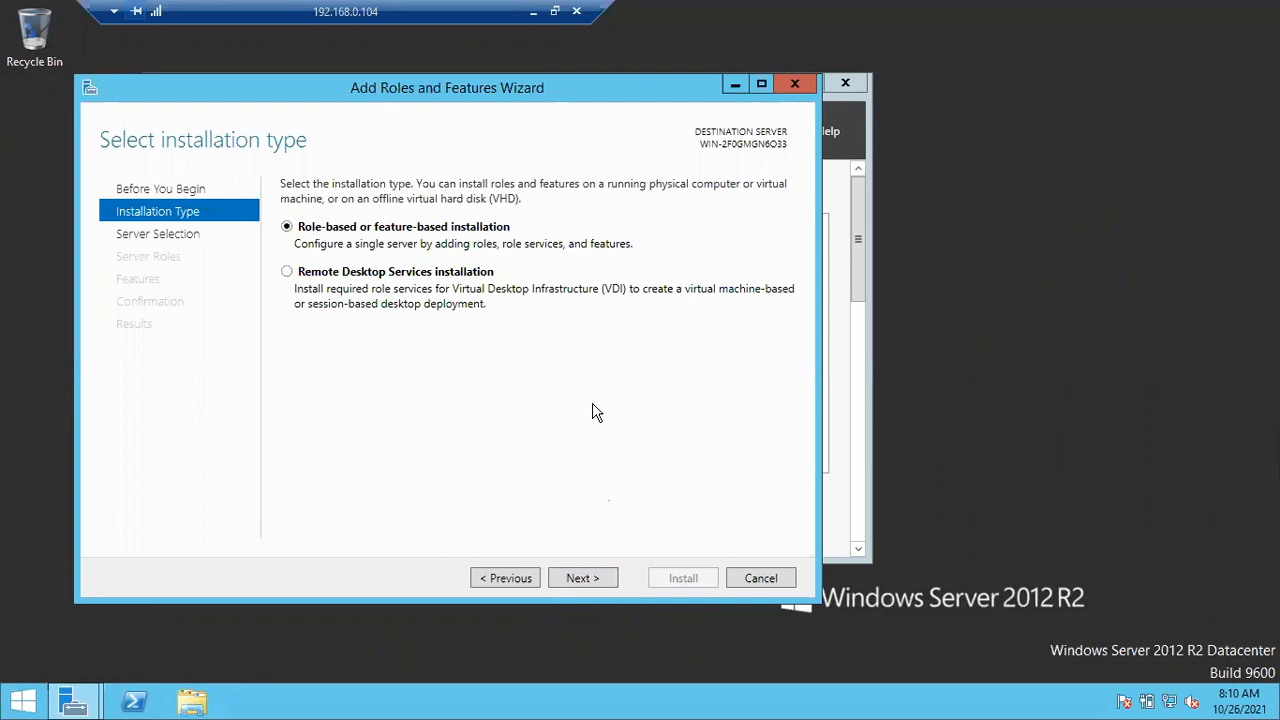 192.168.0.104
Recycle Bin
Add Roles and Features Wizard
Select installation type
DESTINATION SERVER
WIN-2F0GMGN6O33
elp
Before You Begin
Installation Type
Server Selection
Server Roles
Features
Confirmation
Results
Select the installation type. You can install roles and features on a running physical computer or virtual
machine, or on an offline virtual hard disk (VHD).
Role-based or feature-based installation
Configure a single server by adding roles, role services, and features.
Remote Desktop Services installation
Install required role services for Virtual Desktop Infrastructure (VDI) to create a virtual machine-based
or session-based desktop deployment.
< Previous
Next >
Install
Cancel
Windows Server 2012 R2
Windows Server 2012 R2 Datacenter
Build 9600
8:10 AM
10/26/2021